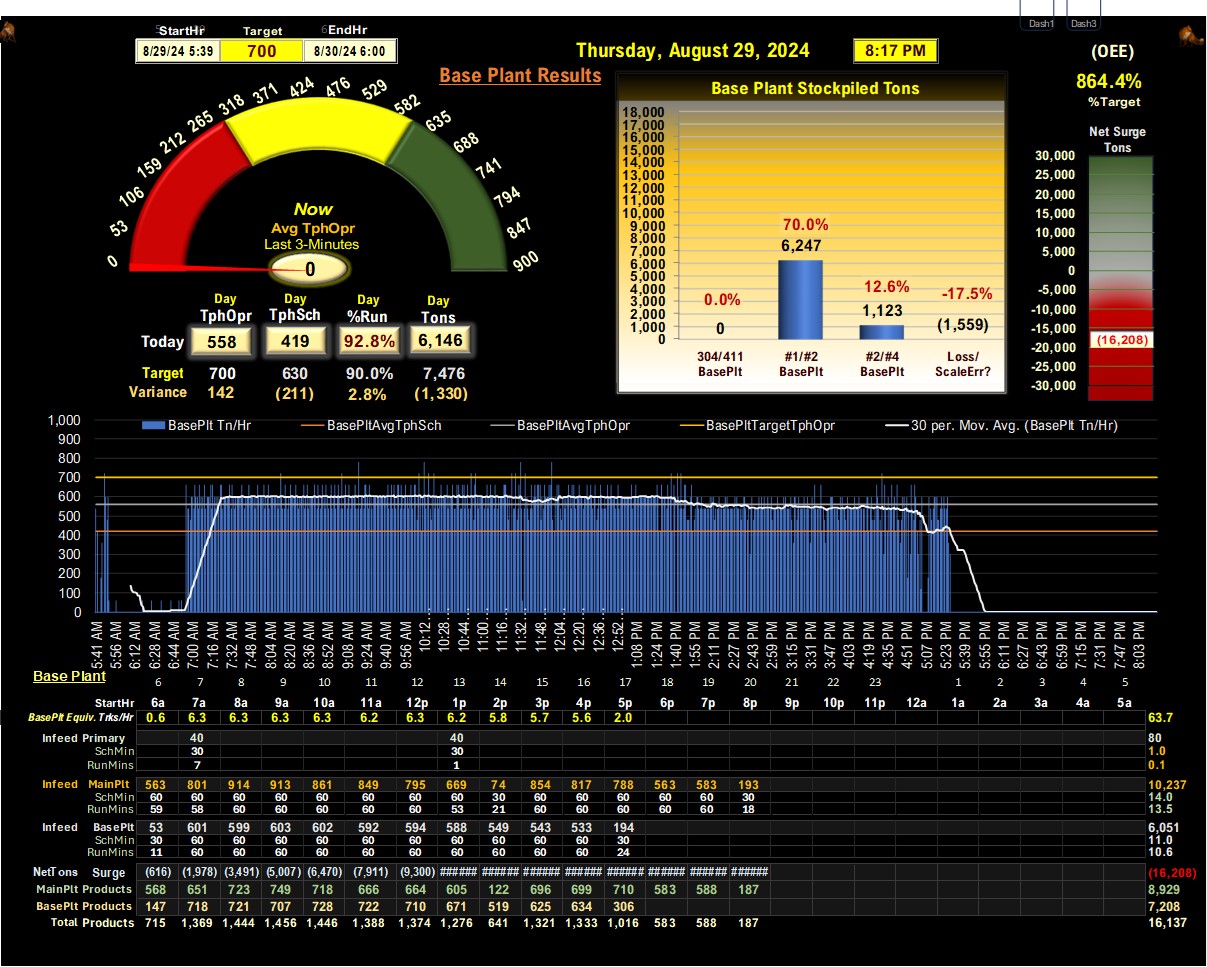 Dash1 Dash3
StartHr Target EndHr
8/29/24 5:39 700 8/30/24 6:00
Thursday, August 29, 2024 8:17 PM
(OEE)
864.4%
%Target
Base Plant Results
0 53 106 159 212 265 318 371 424 476 529 582 635 688 741 794 847 900
Now
Avg TphOpr
Last 3-Minutes
0
Base Plant Stockpiled Tons
18,000
17,000
16,000
15,000
14,000
13,000
12,000
11,000
10,000
9,000
8,000
7,000
6,000
5,000
4,000
3,000
2,000
1,000
0
0.0% 70.0% 12.6% -17.5%
0 6,247 1,123 (1,559)
304/411 #1/#2 #2/#4 Loss/
BasePlt BasePlt BasePlt ScaleErr?
Net Surge
Tons
30,000
25,000
20,000
15,000
10,000
5,000
0
-5,000
-10,000
-15,000
(16,208)
-20,000
-25,000
-30,000
Day Day Day Day
TphOpr TphSch %Run Tons
Today 558 419 92.8% 6,146
Target 700 630 90.0% 7,476
Variance 142 (211) 2.8% (1,330)
BasePlt Tn/Hr BasePltAvgTphSch BasePltAvgTphOpr BasePltTargetTphOpr 30 per. Mov. Avg. (BasePlt Tn/Hr)
1,000
900
800
700
600
500
400
300
200
100
0
5:41 AM 5:56 AM 6:12 AM 6:28 AM 6:44 AM 7:00 AM 7:16 AM 7:32 AM 7:48 AM 8:04 AM 8:20 AM 8:36 AM 8:52 AM 9:08 AM 9:24 AM 9:40 AM 9:56 AM 10:12... 10:28... 10:44... 11:00... 11:16... 11:32... 11:48... 12:04... 12:20... 12:36... 12:52... 1:08 PM 1:24 PM 1:40 PM 1:55 PM 2:11 PM 2:27 PM 2:43 PM 2:59 PM 3:15 PM 3:31 PM 3:47 PM 4:03 PM 4:19 PM 4:35 PM 4:51 PM 5:07 PM 5:23 PM 5:39 PM 5:55 PM 6:11 PM 6:27 PM 6:43 PM 6:59 PM 7:15 PM 7:31 PM 7:47 PM 8:03 PM
Base Plant
6 7 8 9 10 11 12 13 14 15 16 17 18 19 20 21 22 23 1 2 3 4 5
StartHr 6a 7a 8a 9a 10a 11a 12p 1p 2p 3p 4p 5p 6p 7p 8p 9p 10p 11p 12a 1a 2a 3a 4a 5a
BasePlt Equiv. Trks/Hr 0.6 6.3 6.3 6.3 6.3 6.2 6.3 6.2 5.8 5.7 5.6 2.0 63.7
Infeed Primary 40 40 80
SchMin 30 30 1.0
RunMins 7 1 0.1
Infeed MainPlt 563 801 914 913 861 849 795 669 74 854 817 788 563 583 193 10,237
SchMin 60 60 60 60 60 60 60 60 30 60 60 60 60 60 30 14.0
RunMins 59 58 60 60 60 60 60 53 21 60 60 60 60 60 18 13.5
Infeed BasePlt 53 601 599 603 602 592 594 588 549 543 533 194 6,051
SchMin 30 60 60 60 60 60 60 60 60 60 60 30 11.0
RunMins 11 60 60 60 60 60 60 60 60 60 60 24 10.6
NetTons Surge (616) (1,978) (3,491) (5,007) (6,470) (7,911) (9,300) ###### ###### ###### ###### ###### ###### ###### ###### (16,208)
MainPlt Products 568 651 723 749 718 666 664 605 122 696 699 710 583 588 187 8,929
BasePlt Products 147 718 721 707 728 722 710 671 519 625 634 306 7,208
Total Products 715 1,369 1,444 1,456 1,446 1,388 1,374 1,276 641 1,321 1,333 1,016 583 588 187 16,137